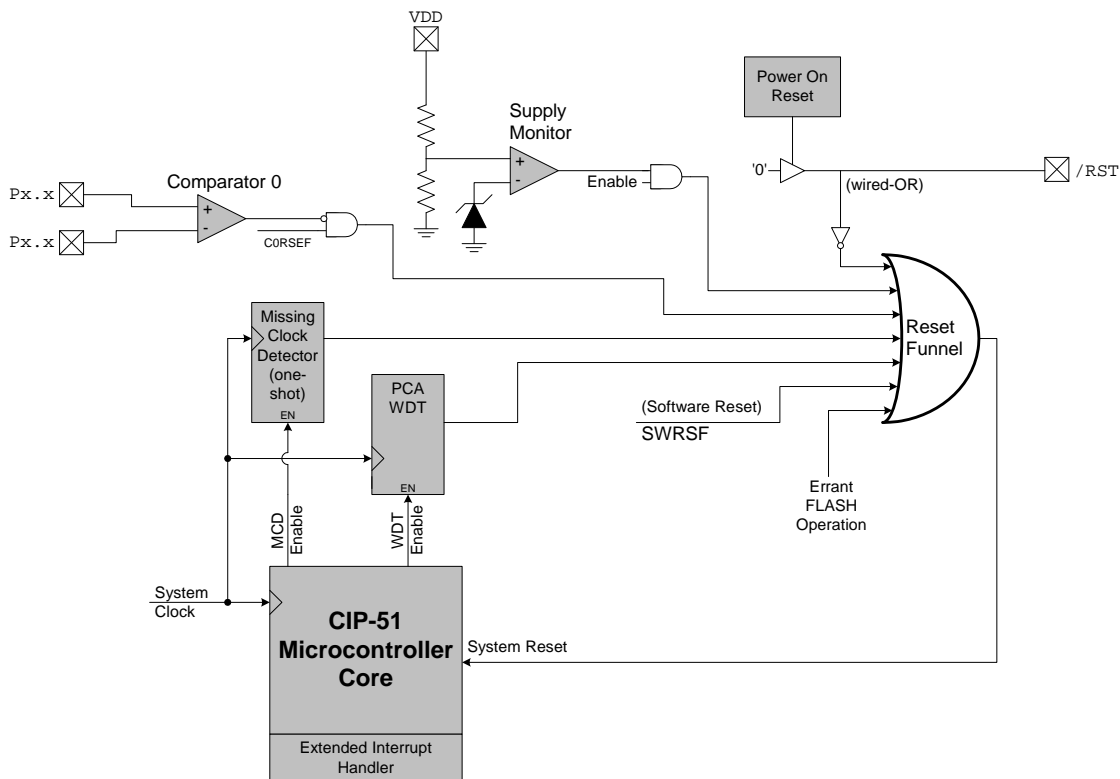 VDD
Power On
Reset
Supply
Monitor
+
-
Enable
'0'
/RST
(wired-OR)
Px.x
Px.x
Comparator 0
+
-
C0RSEF
Missing
Clock
Detector
(one-
shot)
EN
PCA
WDT
EN
Reset
Funnel
(Software Reset)
SWRSF
Errant
FLASH
Operation
MCD
Enable
WDT
Enable
System
Clock
CIP-51
Microcontroller
Core
System Reset
Extended Interrupt
Handler